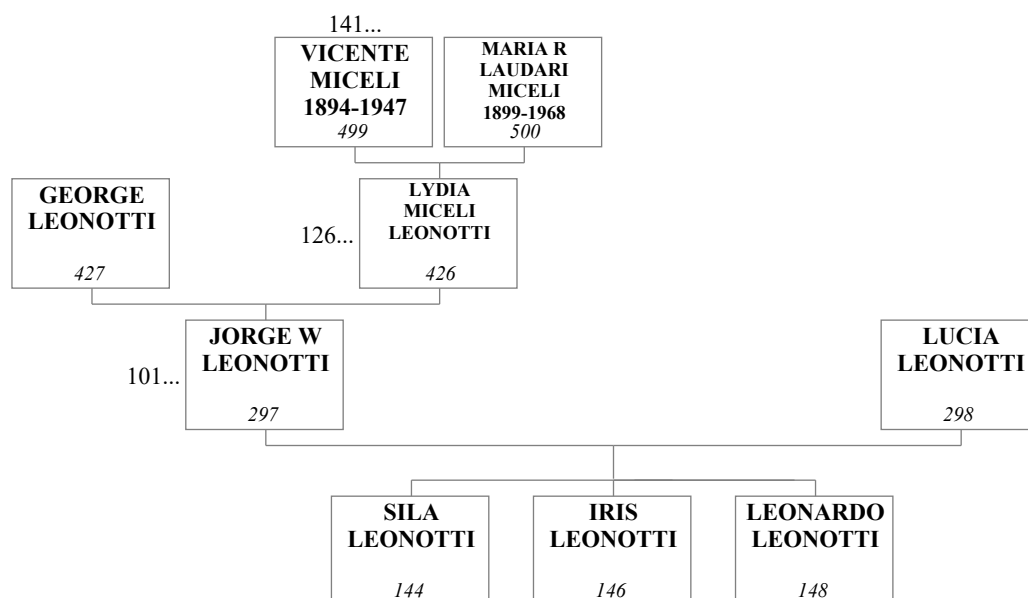 141...
VICENTE
MICELI
1894-1947
499
MARIA R
LAUDARI
MICELI
1899-1968
500
GEORGE
LEONOTTI
427
126...
LYDIA
MICELI
LEONOTTI
426
101...
JORGE W
LEONOTTI
297
LUCIA
LEONOTTI
298
SILA
LEONOTTI
144
IRIS
LEONOTTI
146
LEONARDO
LEONOTTI
148